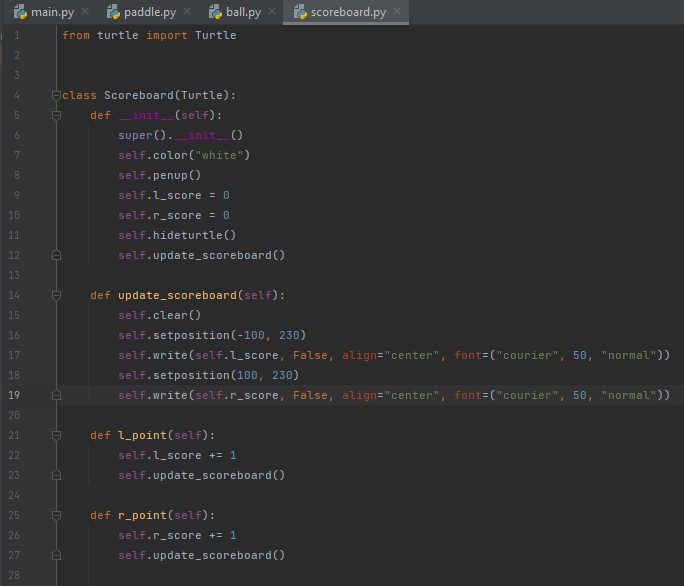 main.py paddle.py ball.py scoreboard.py
1 from turtle import Turtle
2
3
4 class Scoreboard(Turtle):
5     def __init__(self):
6         super().__init__()
7         self.color("white")
8         self.penup()
9         self.l_score = 0
10         self.r_score = 0
11         self.hideturtle()
12         self.update_scoreboard()
13
14     def update_scoreboard(self):
15         self.clear()
16         self.setposition(-100, 230)
17         self.write(self.l_score, False, align="center", font=("courier", 50, "normal"))
18         self.setposition(100, 230)
19         self.write(self.r_score, False, align="center", font=("courier", 50, "normal"))
20
21     def l_point(self):
22         self.l_score += 1
23         self.update_scoreboard()
24
25     def r_point(self):
26         self.r_score += 1
27         self.update_scoreboard()
28